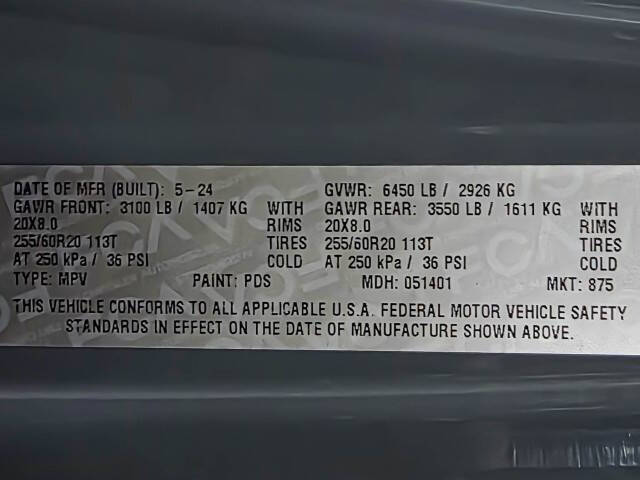 DATE OF MFR (BUILT): 5-24 GVWR: 6450 LB / 2926 KG
GAWR FRONT: 3100 LB / 1407 KG WITH GAWR REAR: 3550 LB / 1611 KG WITH
20X8.0 RIMS 20X8.0 RIMS
255/60R20 113T TIRES 255/60R20 113T TIRES
AT 250 kPa / 36 PSI COLD AT 250 kPa / 36 PSI COLD
TYPE: MPV PAINT: PDS MDH: 051401 MKT: 875
THIS VEHICLE CONFORMS TO ALL APPLICABLE U.S.A. FEDERAL MOTOR VEHICLE SAFETY
STANDARDS IN EFFECT ON THE DATE OF MANUFACTURE SHOWN ABOVE.